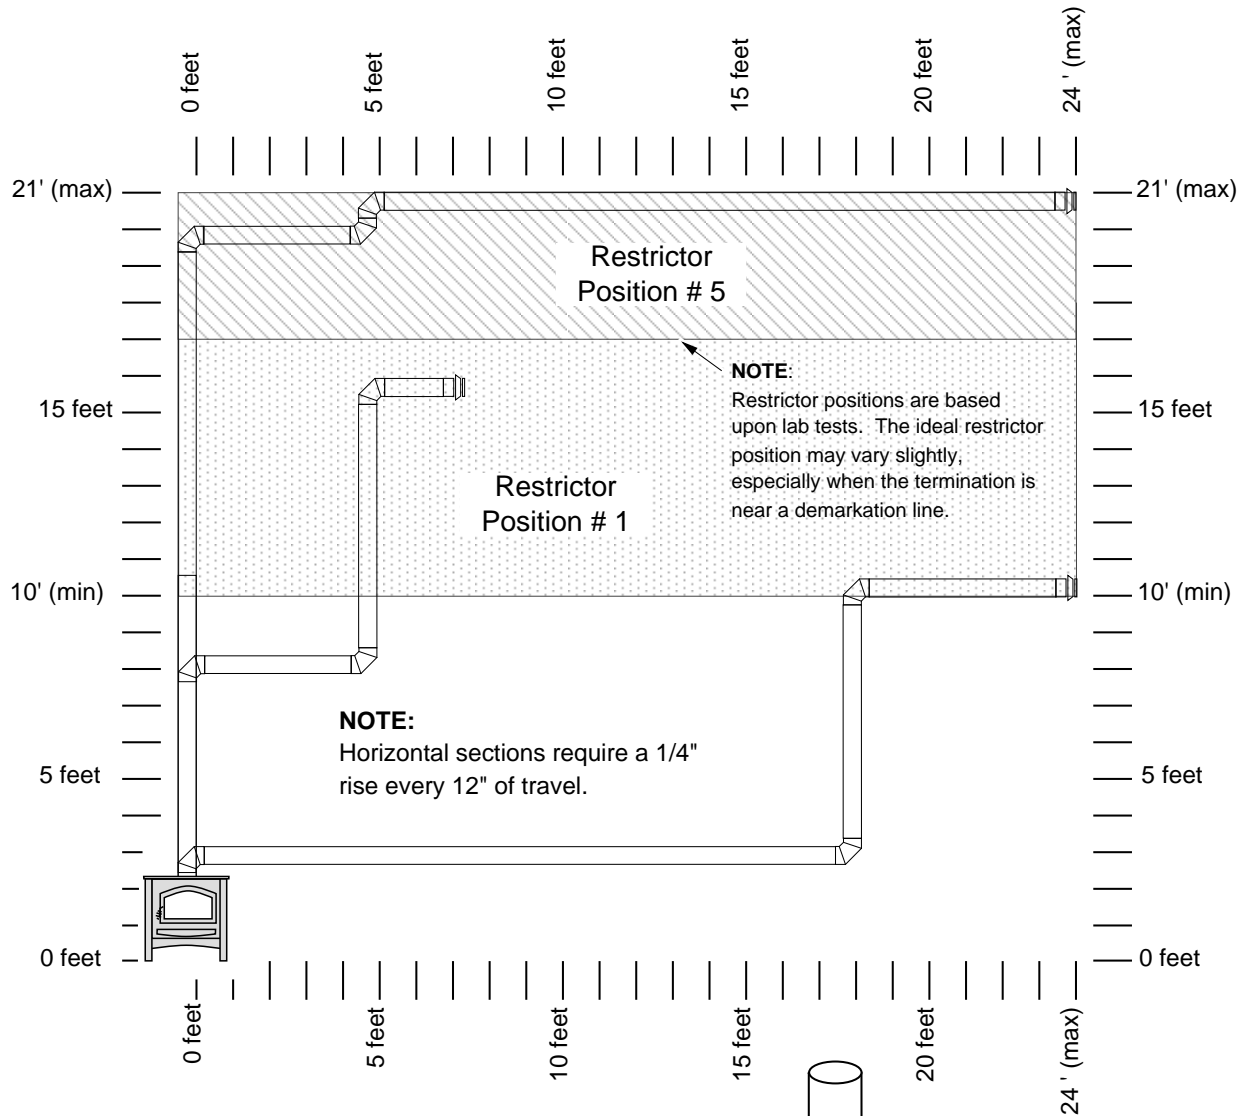 0 feet
5 feet
10 feet
15 feet
20 feet
24 ' (max)
21' (max)
21' (max)
Restrictor
Position # 5
NOTE:
Restrictor positions are based
upon lab tests.  The ideal restrictor
position may vary slightly,
especially when the termination is
near a demarkation line.
15 feet
15 feet
Restrictor
Position # 1
10' (min)
10' (min)
NOTE:
Horizontal sections require a 1/4"
rise every 12" of travel.
5 feet
5 feet
0 feet
0 feet
0 feet
5 feet
10 feet
15 feet
20 feet
24 ' (max)